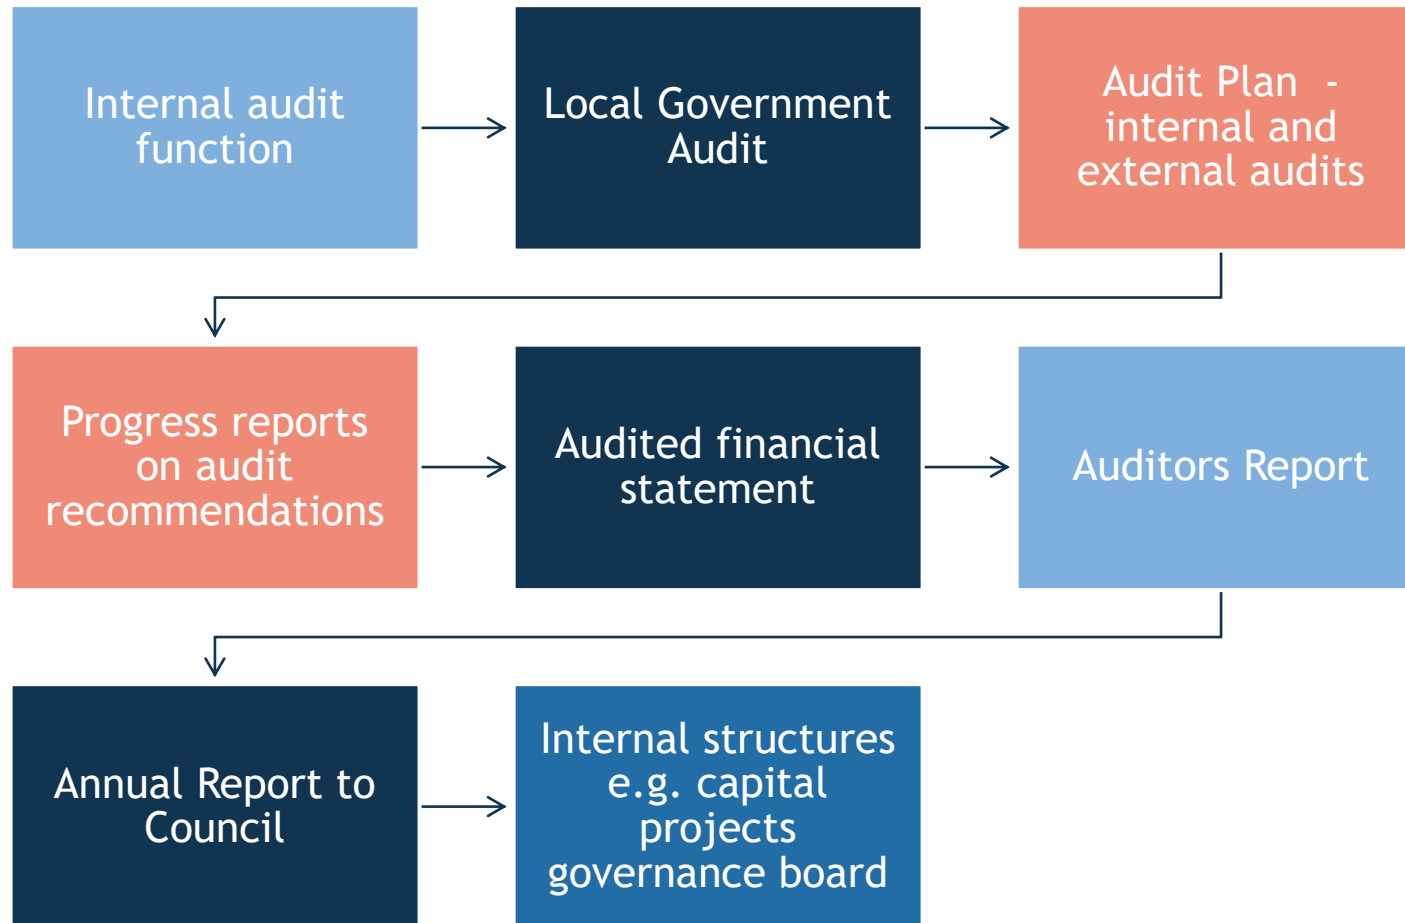 Internal audit
function
Local Government
Audit
Audit Plan -
internal and
external audits
Progress reports
on audit
recommendations
Audited financial
statement
Auditors Report
Annual Report to
Council
Internal structures
e.g. capital
projects
governance board